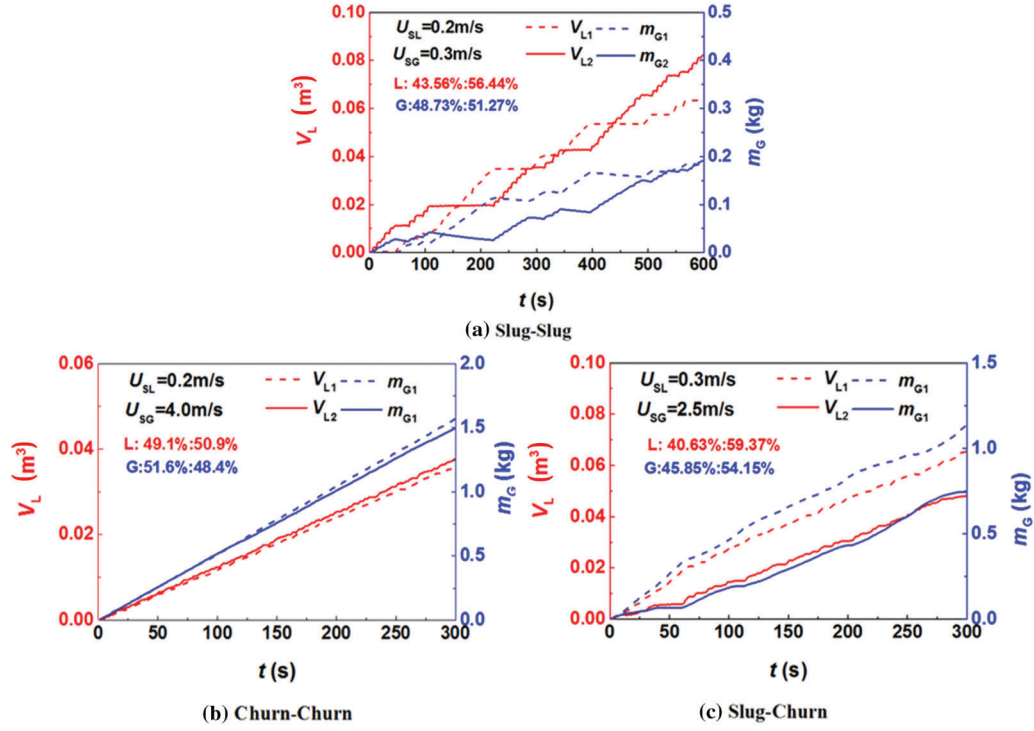 0.10
0.08
0.06
0.04
0.02
0.00
V_L (m³)
U_SL=0.2m/s
U_SG=0.3m/s
L: 43.56%:56.44%
G:48.73%:51.27%
V_L1 m_G1
V_L2 m_G2
0.5
0.4
0.3
0.2
0.1
0.0
m_G (kg)
0 100 200 300 400 500 600
t (s)
(a) Slug-Slug
0.06
0.04
0.02
0.00
V_L (m³)
U_SL=0.2m/s
U_SG=4.0m/s
L: 49.1%:50.9%
G:51.6%:48.4%
V_L1 m_G1
V_L2 m_G1
2.0
1.5
1.0
0.5
0.0
m_G (kg)
0 50 100 150 200 250 300
t (s)
(b) Churn-Churn
0.10
0.08
0.06
0.04
0.02
0.00
V_L (m³)
U_SL=0.3m/s
U_SG=2.5m/s
L: 40.63%:59.37%
G:45.85%:54.15%
V_L1 m_G1
V_L2 m_G1
1.5
1.0
0.5
0.0
m_G (kg)
0 50 100 150 200 250 300
t (s)
(c) Slug-Churn